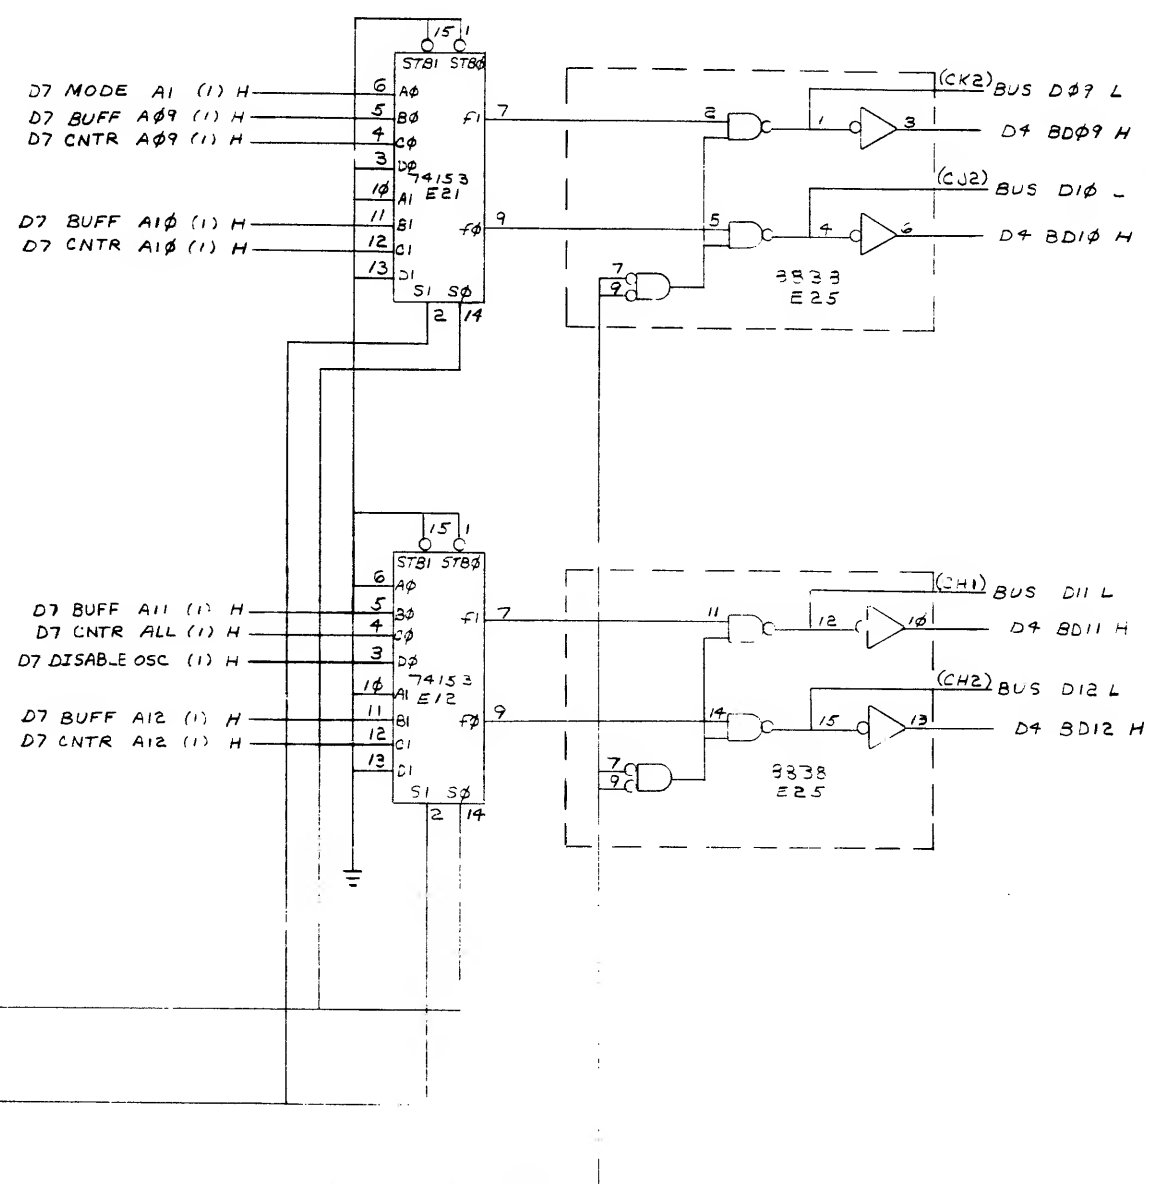 15 1
STB1 STBØ
D7 MODE A1 (1) H
6 AØ
D7 BUFF AØ9 (1) H
5 BØ
D7 CNTR AØ9 (1) H
4 CØ
3 DØ
74153
E21
1Ø A1
D7 BUFF A1Ø (1) H
11 B1
D7 CNTR A1Ø (1) H
12 C1
13 D1
S1 SØ
2 14
f1 7
fØ 9
2
1
3
(CK2) BUS DØ9 L
D4 BDØ9 H
5
4
6
(CJ2) BUS D1Ø
D4 BD1Ø H
7
9
E25
15 1
STB1 STBØ
6 AØ
D7 BUFF A11 (1) H
5 BØ
D7 CNTR ALL (1) H
4 CØ
D7 DISABLE OSC (1) H
3 DØ
74153
E12
1Ø A1
D7 BUFF A12 (1) H
11 B1
D7 CNTR A12 (1) H
12 C1
13 D1
S1 SØ
2 14
f1 7
fØ 9
11
12
1Ø
BUS D11 L
D4 BD11 H
14
15
13
(CH2) BUS D12 L
D4 BD12 H
7
9
E25